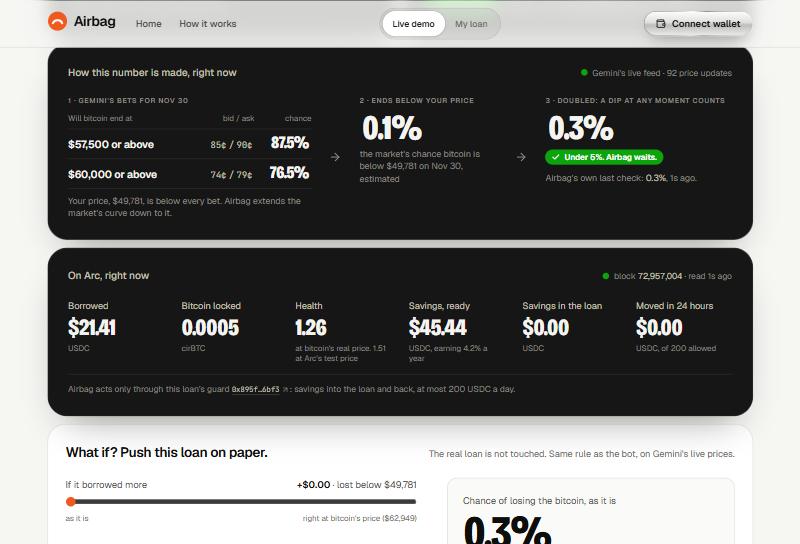 Airbag
Home
How it works
Live demo
My loan
Connect wallet
How this number is made, right now
Gemini's live feed · 92 price updates
1 · GEMINI'S BETS FOR NOV 30
Will bitcoin end at
bid / ask
chance
$57,500 or above
85¢ / 90¢
87.5%
$60,000 or above
74¢ / 79¢
76.5%
Your price, $49,781, is below every bet. Airbag extends the
market's curve down to it.
→
2 · ENDS BELOW YOUR PRICE
0.1%
the market's chance bitcoin is
below $49,781 on Nov 30,
estimated
→
3 · DOUBLED: A DIP AT ANY MOMENT COUNTS
0.3%
✓ Under 5%. Airbag waits.
Airbag's own last check: 0.3%, 1s ago.
On Arc, right now
block 72,957,004 · read 1s ago
Borrowed
$21.41
USDC
Bitcoin locked
0.0005
cirBTC
Health
1.26
at bitcoin's real price. 1.51
at Arc's test price
Savings, ready
$45.44
USDC, earning 4.2% a
year
Savings in the loan
$0.00
USDC
Moved in 24 hours
$0.00
USDC, of 200 allowed
Airbag acts only through this loan's guard 0x895f…6bf3 ↗: savings into the loan and back, at most 200 USDC a day.
What if? Push this loan on paper.
The real loan is not touched. Same rule as the bot, on Gemini's live prices.
If it borrowed more
+$0.00 · lost below $49,781
as it is
right at bitcoin's price ($62,949)
Chance of losing the bitcoin, as it is
0.3%